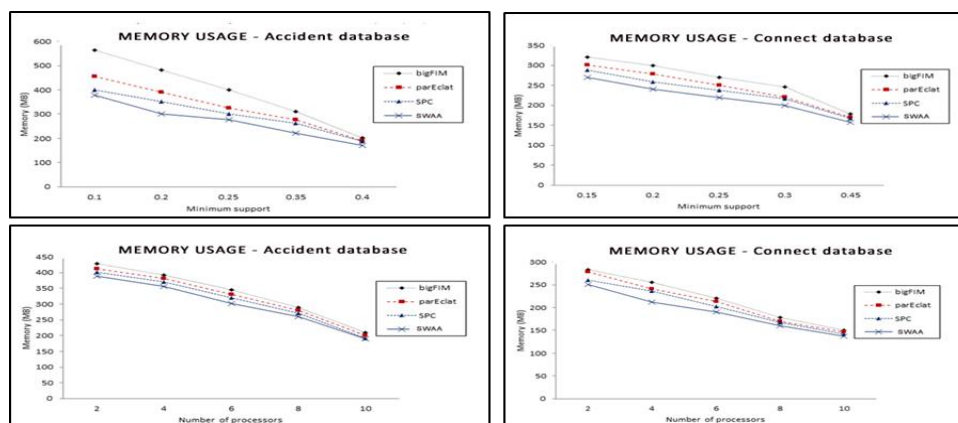 MEMORY USAGE - Accident database
600
500
400
300
200
100
0
Memory (MB)
0.1 0.2 0.25 0.35 0.4
Minimum support
bigFIM
parEclat
SPC
SWAA
MEMORY USAGE - Connect database
350
300
250
200
150
100
50
0
Memory (MB)
0.15 0.2 0.25 0.3 0.45
Minimum support
bigFIM
parEclat
SPC
SWAA
MEMORY USAGE - Accident database
450
400
350
300
250
200
150
100
50
0
Memory (MB)
2 4 6 8 10
Number of processors
bigFIM
parEclat
SPC
SWAA
MEMORY USAGE - Connect database
300
250
200
150
100
50
0
Memory (MB)
2 4 6 8 10
Number of processors
bigFIM
parEclat
SPC
SWAA